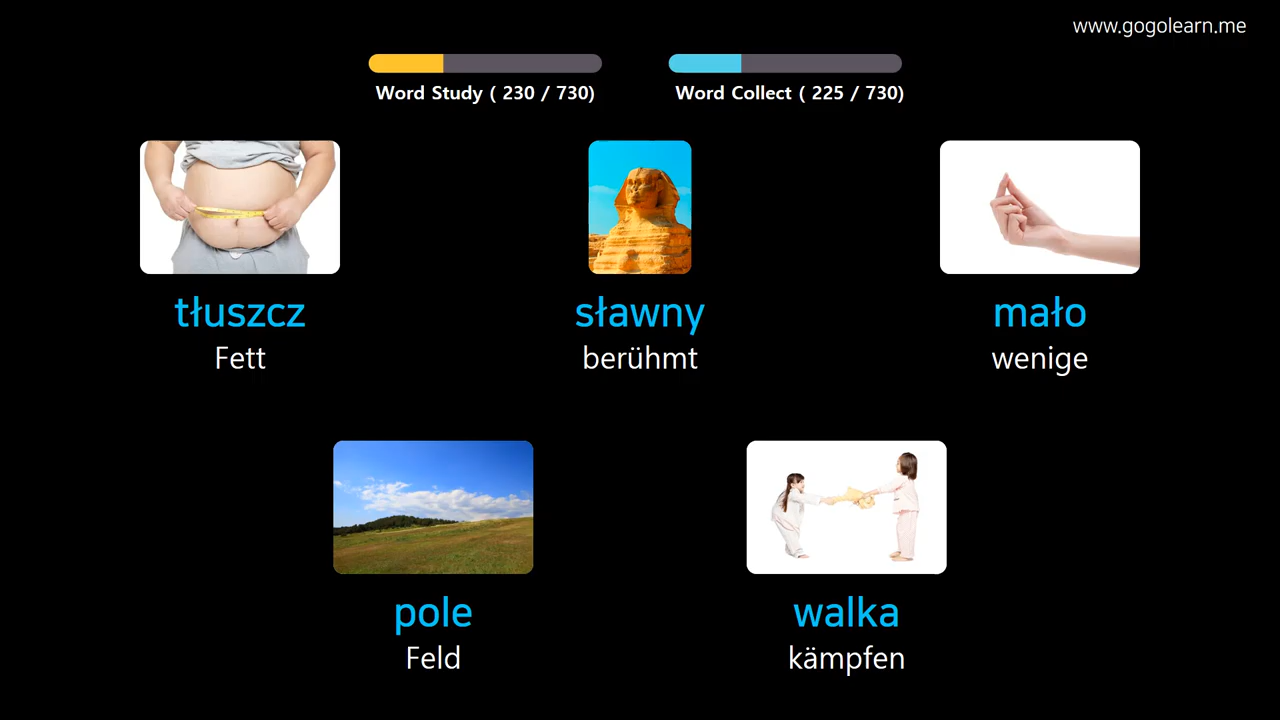 www.gogolearn.me
Word Study ( 230 / 730)
Word Collect ( 225 / 730)
tłuszcz
Fett
sławny
berühmt
mało
wenige
pole
Feld
walka
kämpfen